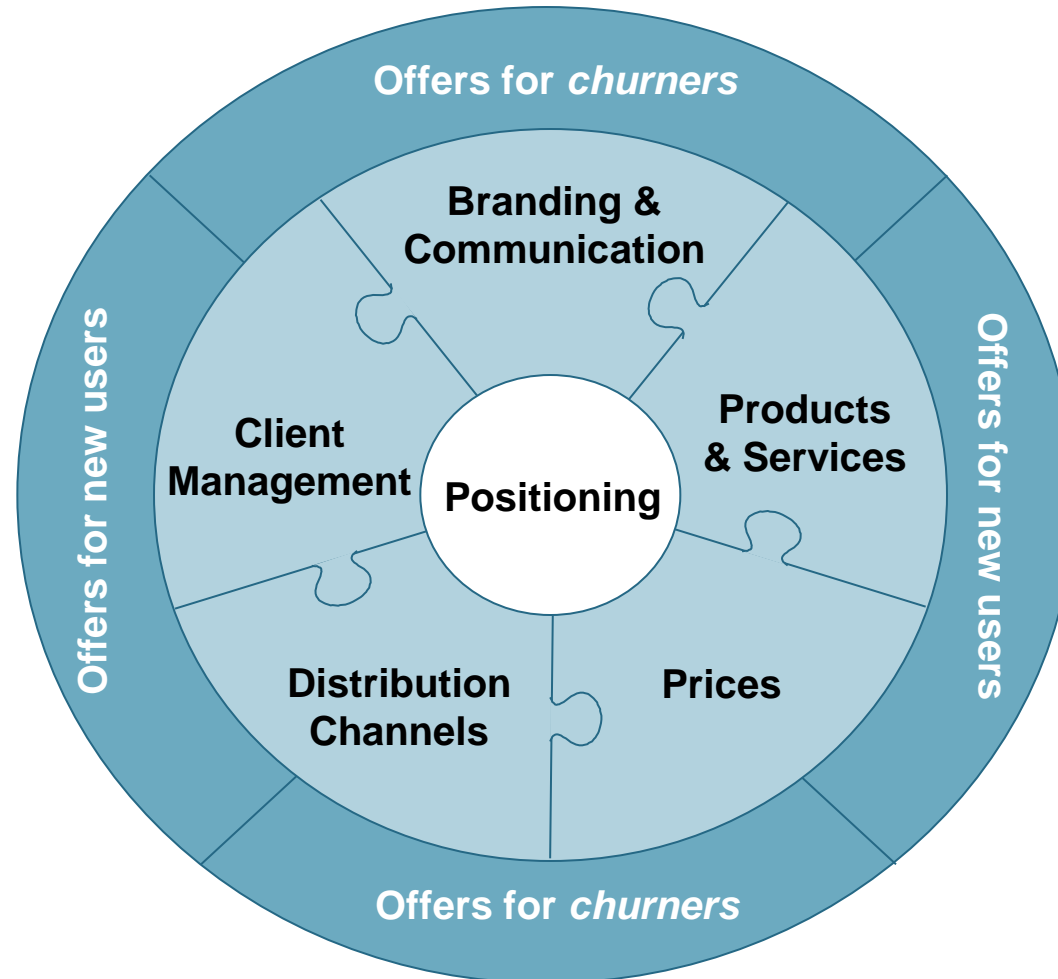 Offers for churners
Branding &
Communication
Offers for new users
Client
Management
Positioning
Products
& Services
Offers for new users
Distribution
Channels
Prices
Offers for churners